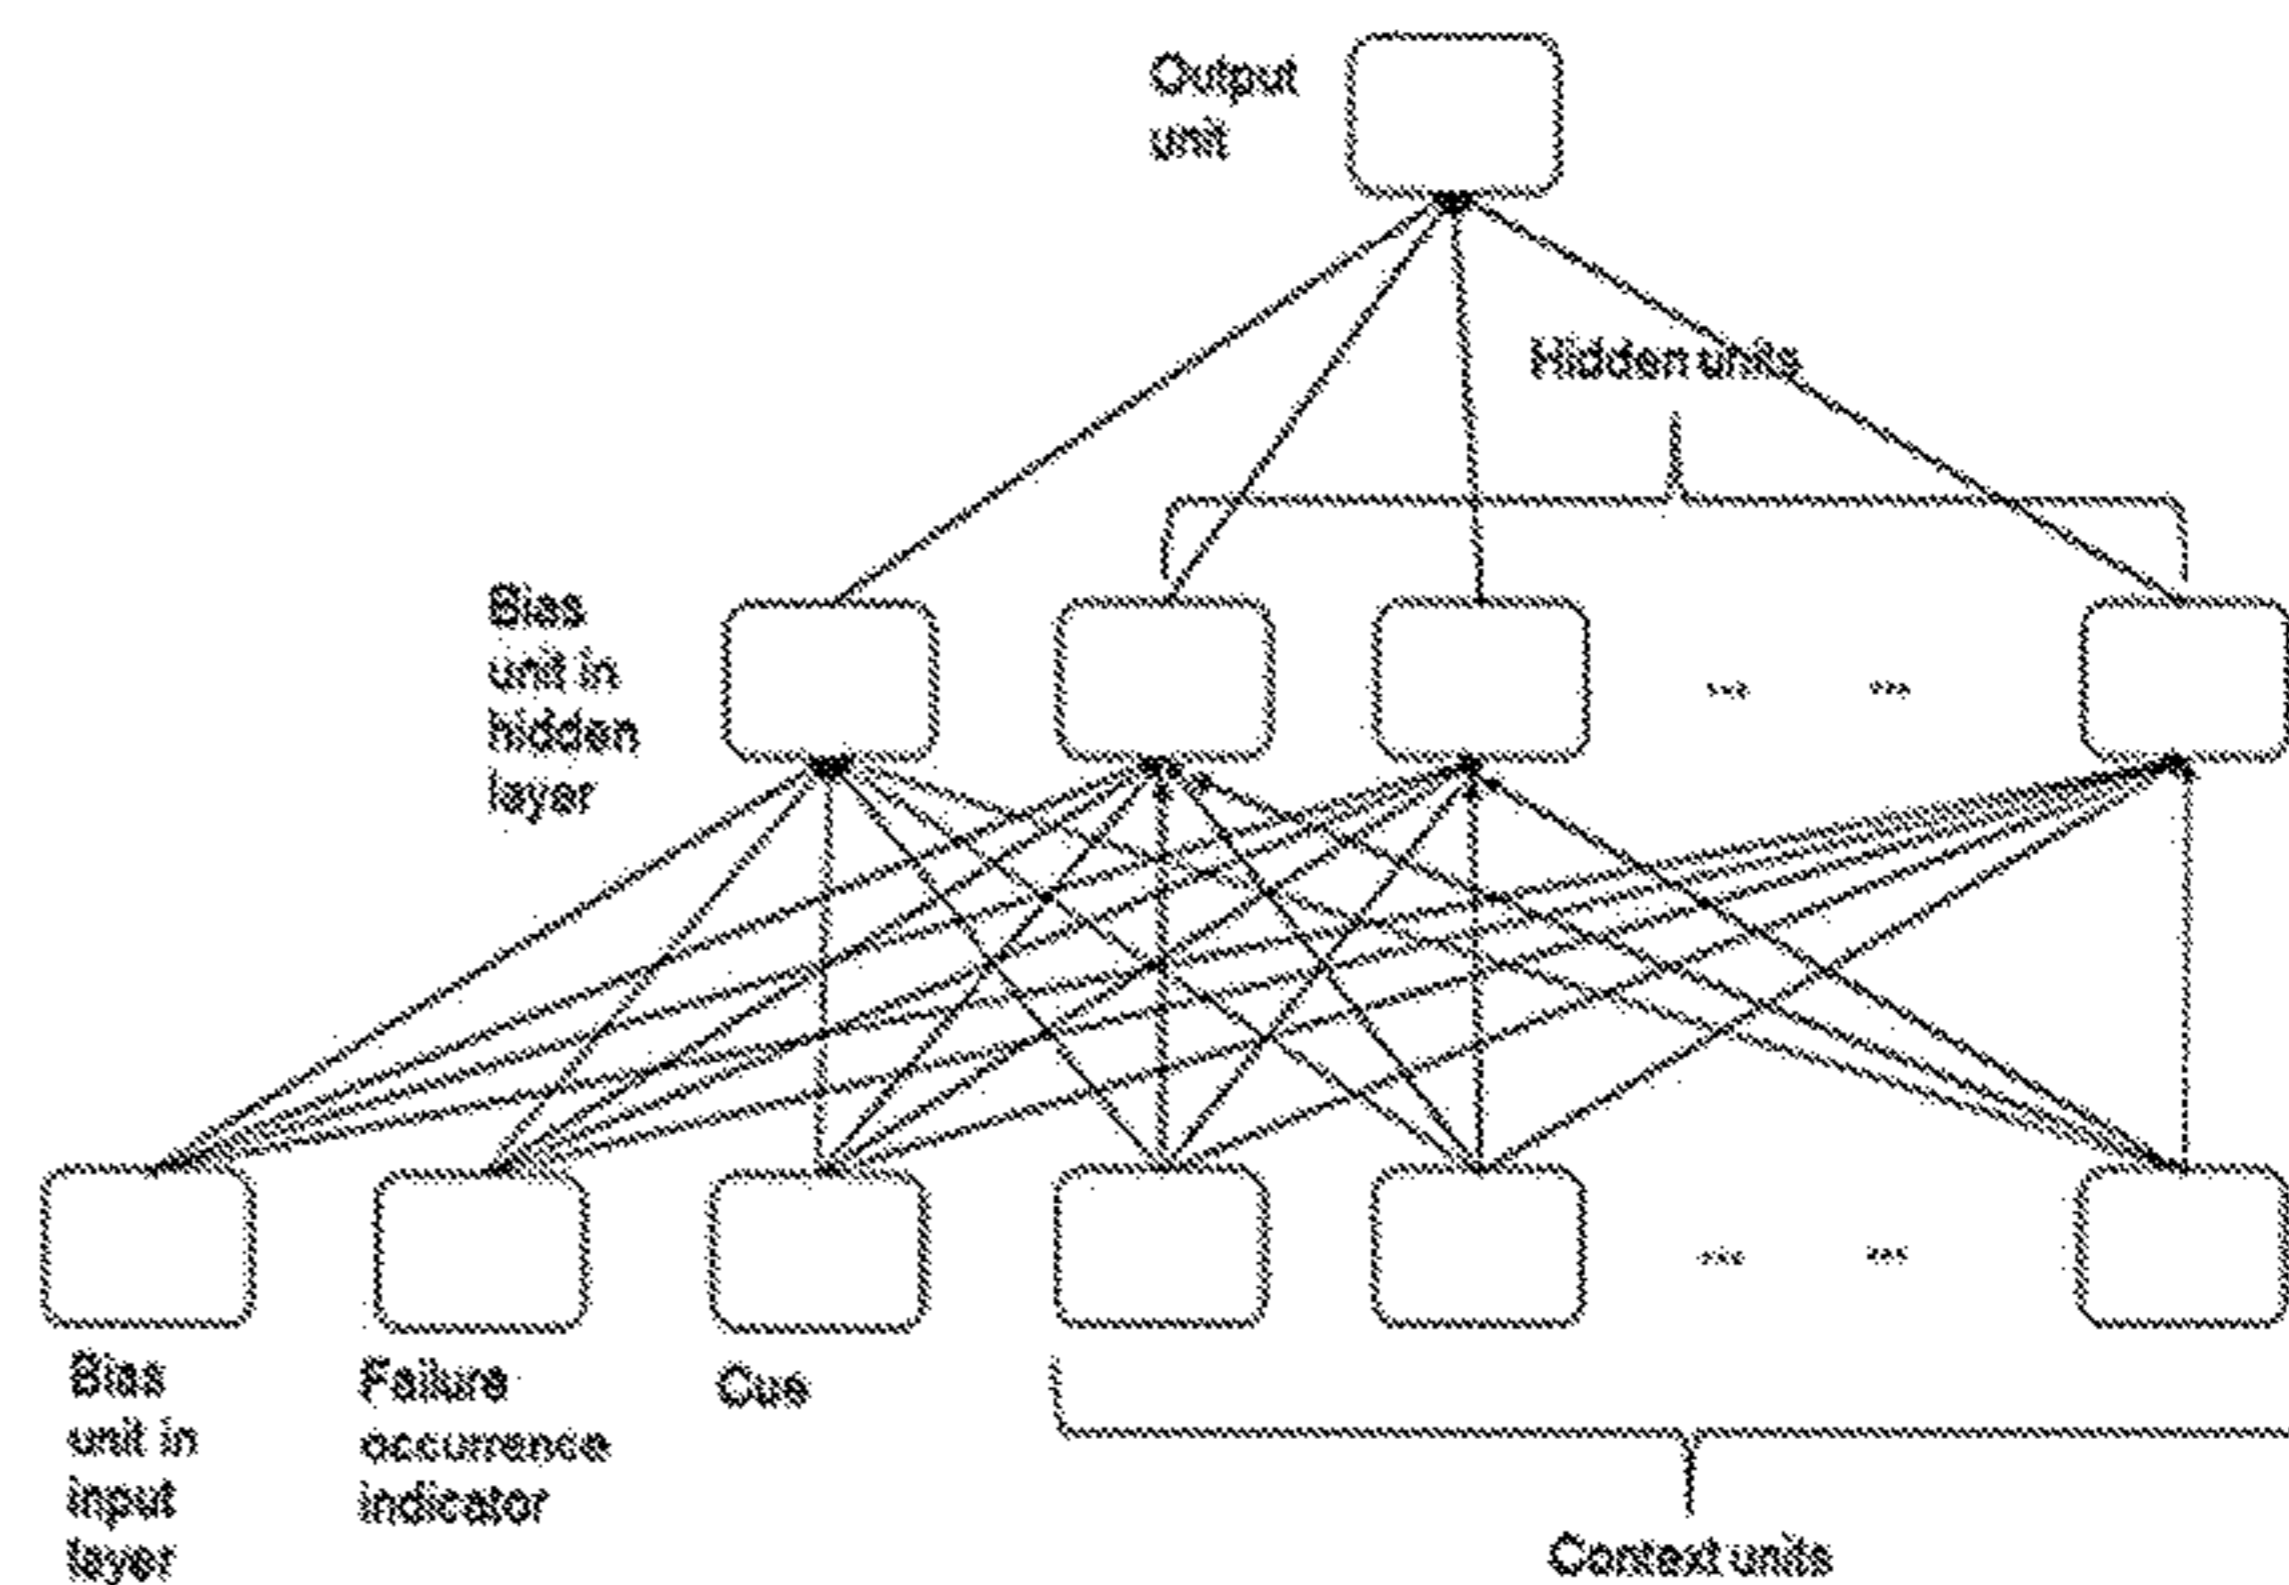 Output
unit
Hidden units
Bias
unit in
hidden
layer
... ...
... ...
Bias
unit in
input
layer
Failure
occurrence
indicator
Cue
Context units